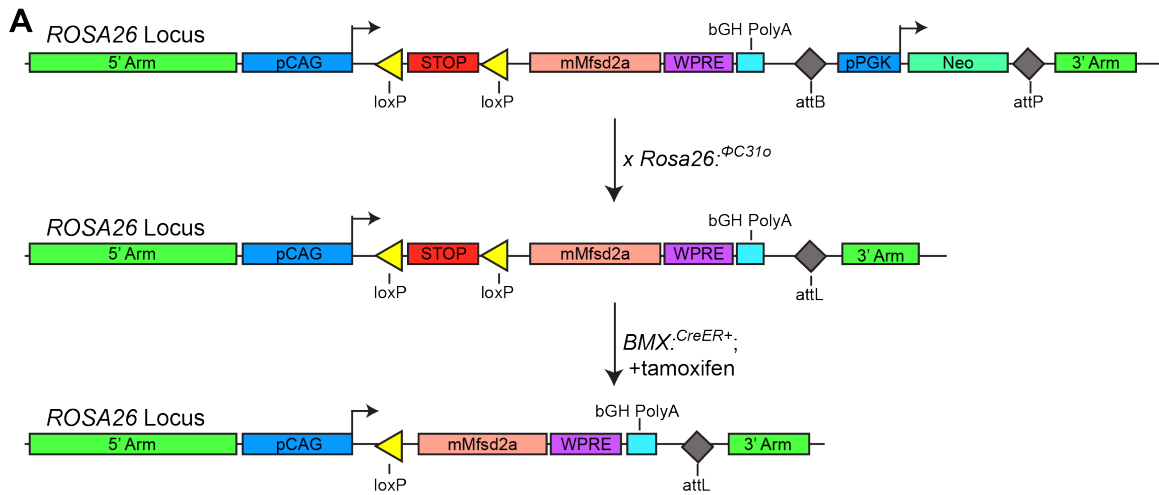 A
ROSA26 Locus
bGH PolyA
5' Arm pCAG STOP mMfsd2a WPRE pPGK Neo 3' Arm
loxP loxP attB attP
x Rosa26:ΦC31o
ROSA26 Locus
bGH PolyA
5' Arm pCAG STOP mMfsd2a WPRE 3' Arm
loxP loxP attL
BMX:CreER+;
+tamoxifen
ROSA26 Locus
bGH PolyA
5' Arm pCAG mMfsd2a WPRE 3' Arm
loxP attL